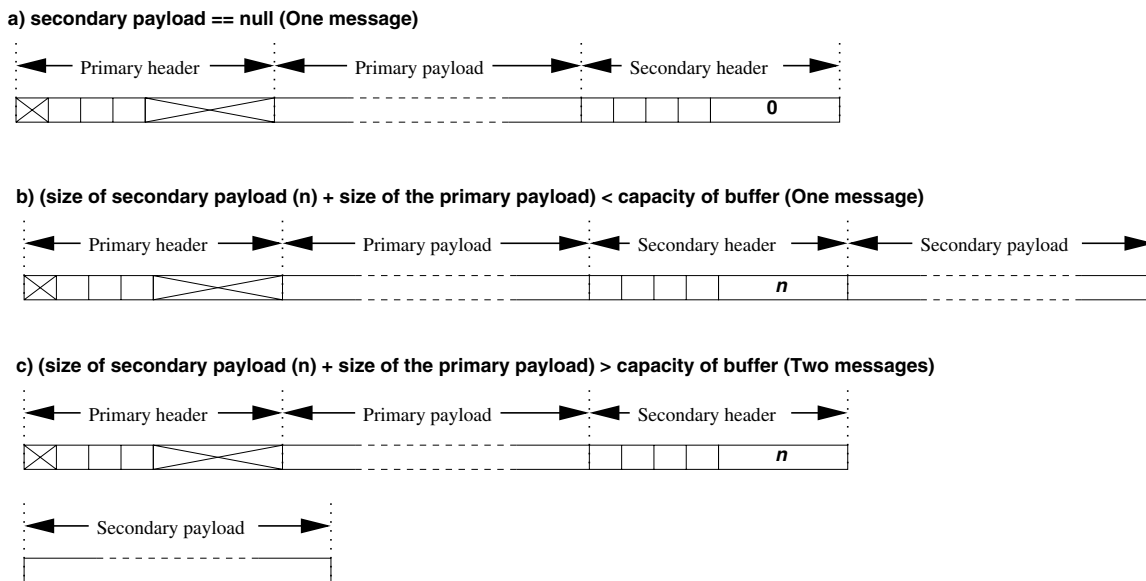 a) secondary payload == null (One message)
Primary header Primary payload Secondary header
0
b) (size of secondary payload (n) + size of the primary payload) < capacity of buffer (One message)
Primary header Primary payload Secondary header Secondary payload
n
c) (size of secondary payload (n) + size of the primary payload) > capacity of buffer (Two messages)
Primary header Primary payload Secondary header
n
Secondary payload